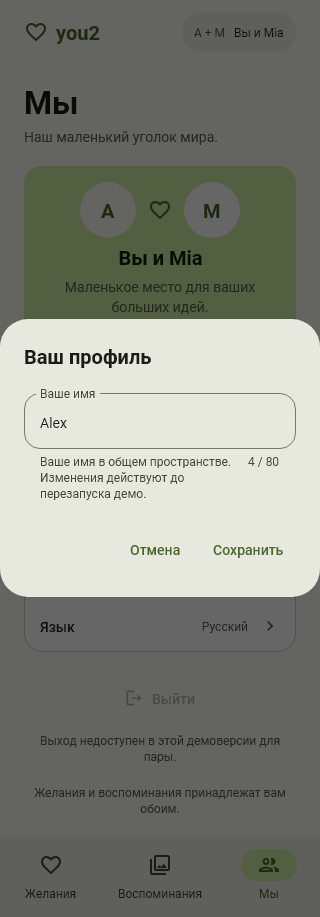 you2
A + M Вы и Mia
Мы
Наш маленький уголок мира.
A
M
Вы и Mia
Маленькое место для ваших
больших идей.
Ваш профиль
Ваше имя
Alex
Ваше имя в общем пространстве. 4 / 80
Изменения действуют до
перезапуска демо.
Отмена
Сохранить
Язык
Русский
Выйти
Выход недоступен в этой демоверсии для
пары.
Желания и воспоминания принадлежат вам
обоим.
Желания
Воспоминания
Мы